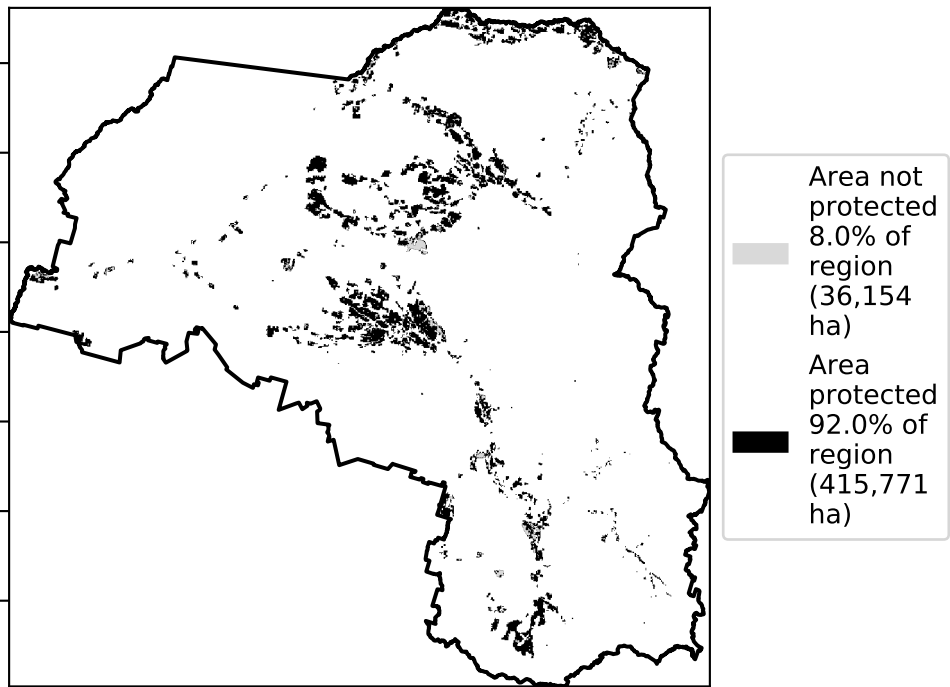 Area not
protected
8.0% of
region
(36,154
ha)
Area
protected
92.0% of
region
(415,771
ha)